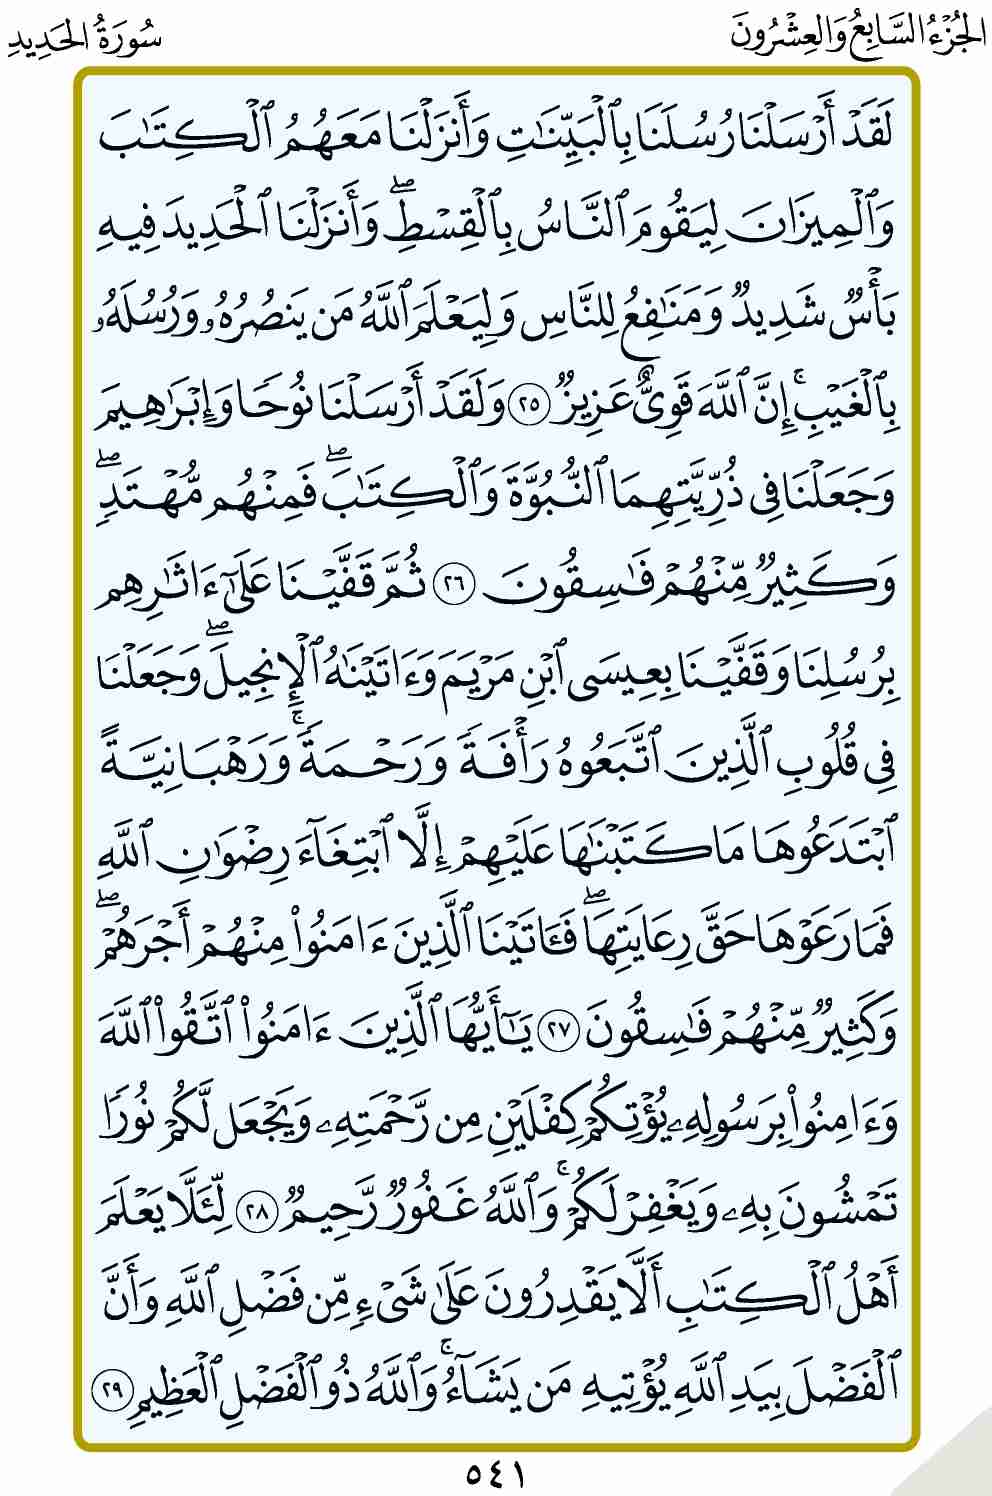 الجُزْءُ السَّابِعُ وَالعِشْرُونَ
سُورَةُ الحَدِيدِ
لَقَدْ أَرْسَلْنَا رُسُلَنَا بِٱلْبَيِّنَٰتِ وَأَنزَلْنَا مَعَهُمُ ٱلْكِتَٰبَ
وَٱلْمِيزَانَ لِيَقُومَ ٱلنَّاسُ بِٱلْقِسْطِۖ وَأَنزَلْنَا ٱلْحَدِيدَ فِيهِ
بَأْسٌ شَدِيدٌ وَمَنَٰفِعُ لِلنَّاسِ وَلِيَعْلَمَ ٱللَّهُ مَن يَنصُرُهُۥ وَرُسُلَهُۥ
بِٱلْغَيْبِۚ إِنَّ ٱللَّهَ قَوِىٌّ عَزِيزٌ ٢٥ وَلَقَدْ أَرْسَلْنَا نُوحًا وَإِبْرَٰهِيمَ
وَجَعَلْنَا فِى ذُرِّيَّتِهِمَا ٱلنُّبُوَّةَ وَٱلْكِتَٰبَۖ فَمِنْهُم مُّهْتَدٍۖ
وَكَثِيرٌ مِّنْهُمْ فَٰسِقُونَ ٢٦ ثُمَّ قَفَّيْنَا عَلَىٰٓ ءَاثَٰرِهِم
بِرُسُلِنَا وَقَفَّيْنَا بِعِيسَى ٱبْنِ مَرْيَمَ وَءَاتَيْنَٰهُ ٱلْإِنجِيلَۖ وَجَعَلْنَا
فِى قُلُوبِ ٱلَّذِينَ ٱتَّبَعُوهُ رَأْفَةً وَرَحْمَةًۚ وَرَهْبَانِيَّةً
ٱبْتَدَعُوهَا مَا كَتَبْنَٰهَا عَلَيْهِمْ إِلَّا ٱبْتِغَآءَ رِضْوَٰنِ ٱللَّهِ
فَمَا رَعَوْهَا حَقَّ رِعَايَتِهَاۖ فَـَٔاتَيْنَا ٱلَّذِينَ ءَامَنُوا۟ مِنْهُمْ أَجْرَهُمْۖ
وَكَثِيرٌ مِّنْهُمْ فَٰسِقُونَ ٢٧ يَٰٓأَيُّهَا ٱلَّذِينَ ءَامَنُوا۟ ٱتَّقُوا۟ ٱللَّهَ
وَءَامِنُوا۟ بِرَسُولِهِۦ يُؤْتِكُمْ كِفْلَيْنِ مِن رَّحْمَتِهِۦ وَيَجْعَل لَّكُمْ نُورًا
تَمْشُونَ بِهِۦ وَيَغْفِرْ لَكُمْۚ وَٱللَّهُ غَفُورٌ رَّحِيمٌ ٢٨ لِّئَلَّا يَعْلَمَ
أَهْلُ ٱلْكِتَٰبِ أَلَّا يَقْدِرُونَ عَلَىٰ شَىْءٍ مِّن فَضْلِ ٱللَّهِ وَأَنَّ
ٱلْفَضْلَ بِيَدِ ٱللَّهِ يُؤْتِيهِ مَن يَشَآءُۚ وَٱللَّهُ ذُو ٱلْفَضْلِ ٱلْعَظِيمِ ٢٩
٥٤١